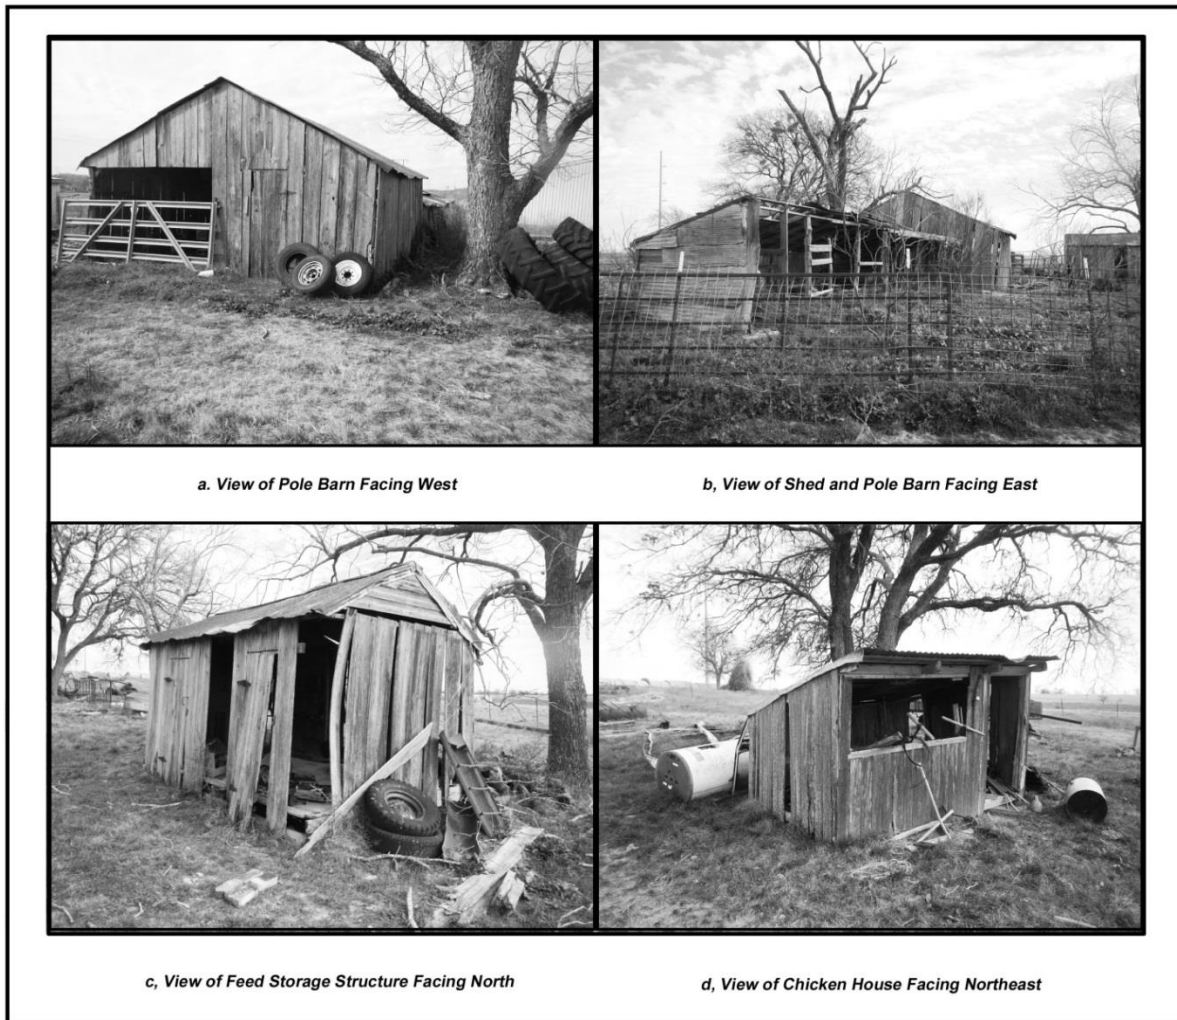 a. View of Pole Barn Facing West
b, View of Shed and Pole Barn Facing East
c, View of Feed Storage Structure Facing North
d, View of Chicken House Facing Northeast